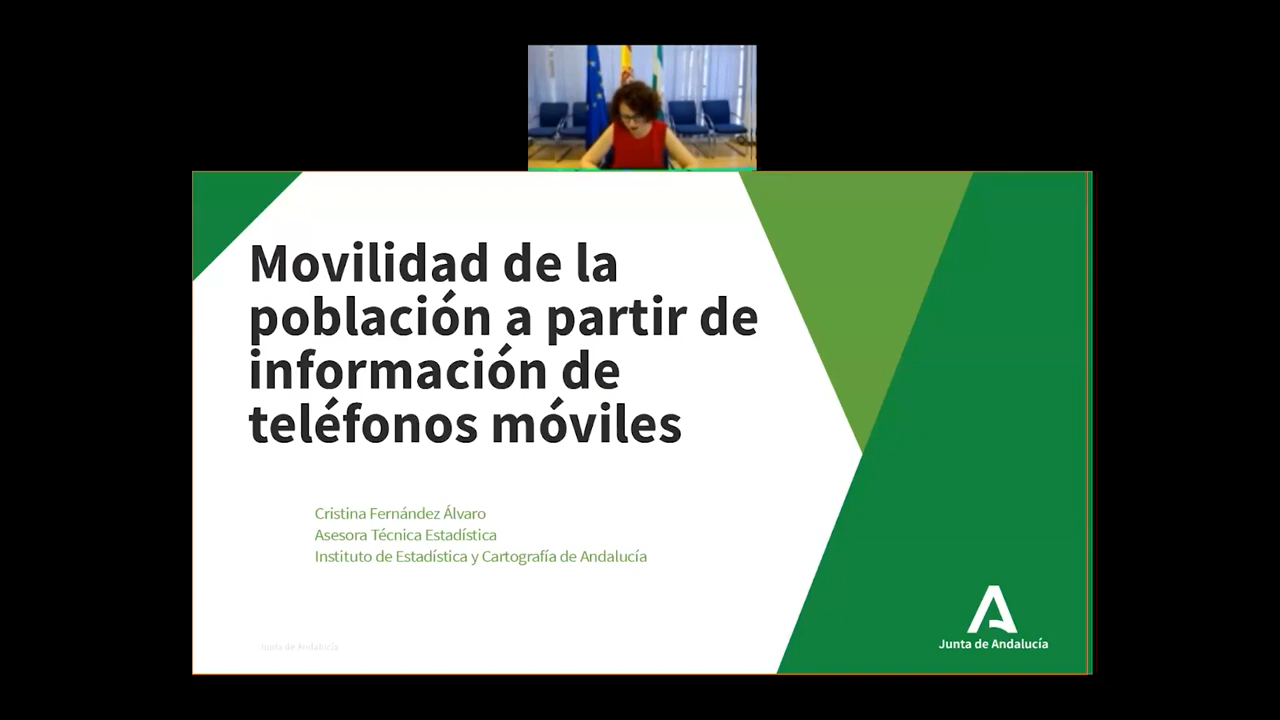 Movilidad de la
población a partir de
información de
teléfonos móviles
Cristina Fernández Álvaro
Asesora Técnica Estadística
Instituto de Estadística y Cartografía de Andalucía
Junta de Andalucía
Junta de Andalucía